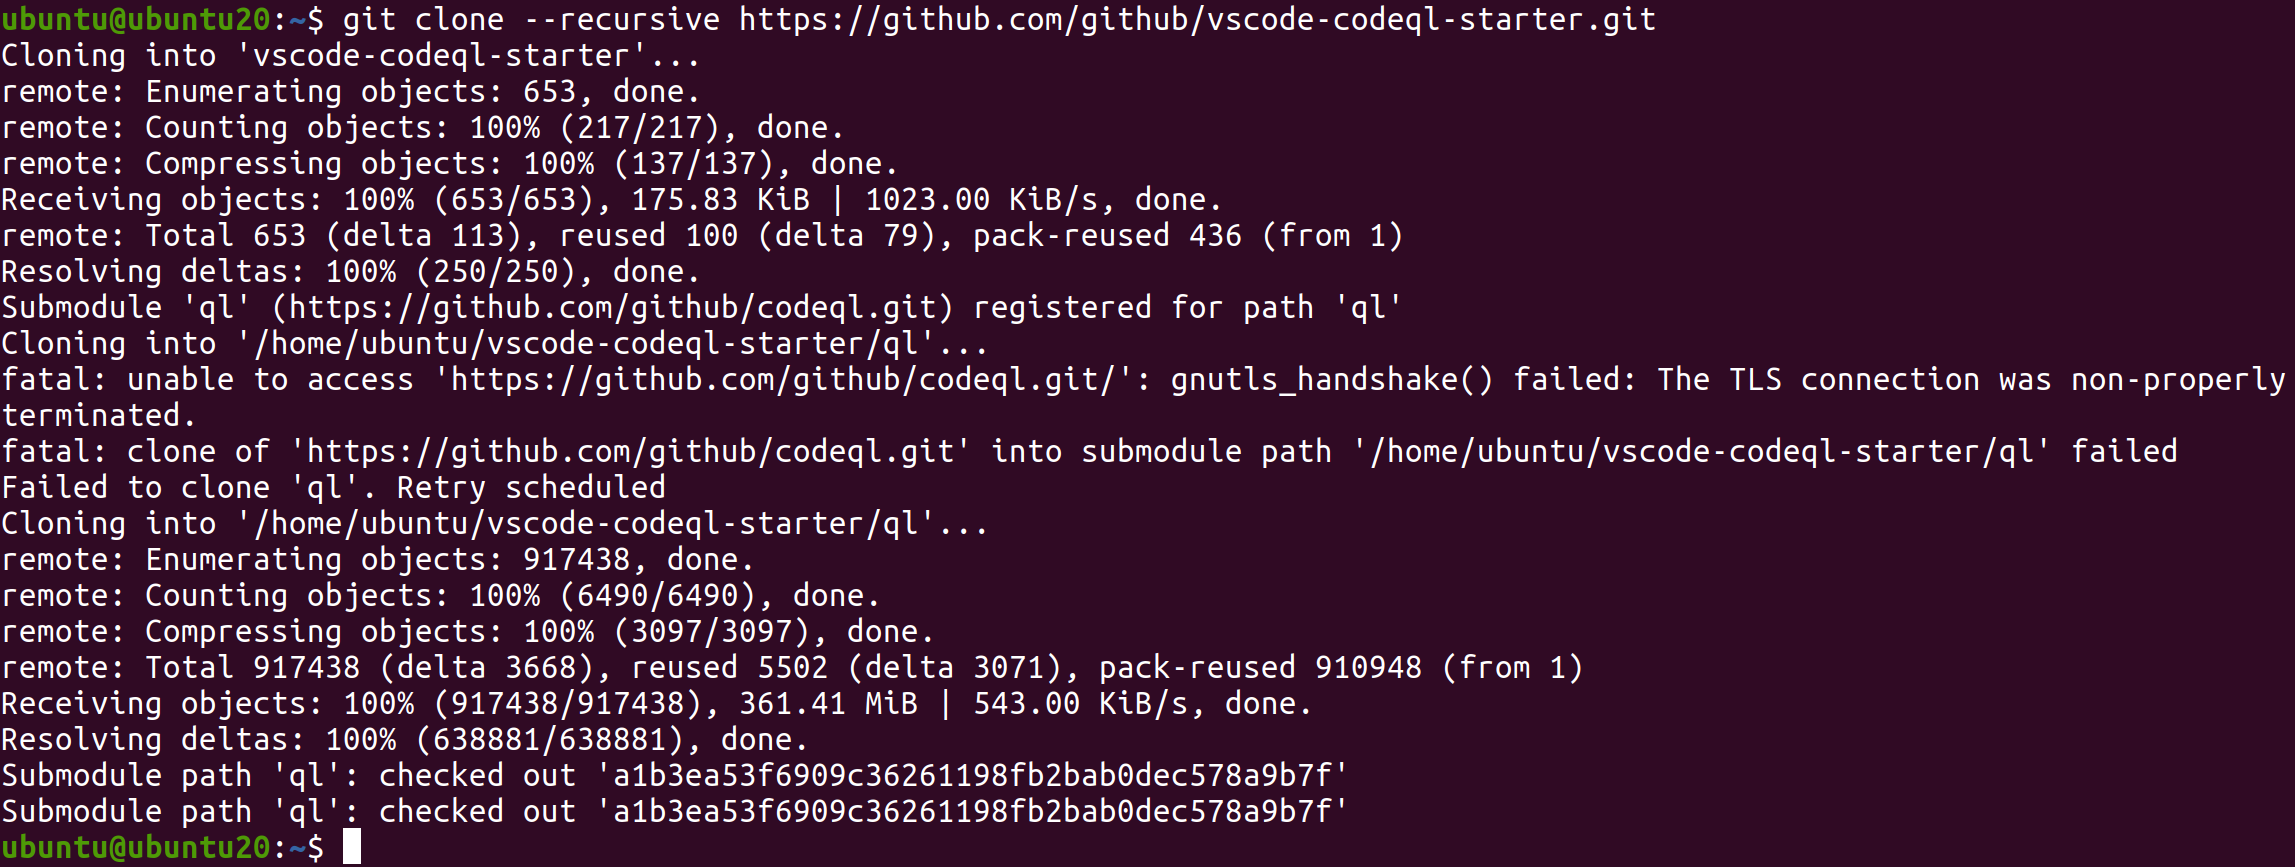 ubuntu@ubuntu20:~$ git clone --recursive https://github.com/github/vscode-codeql-starter.git
Cloning into 'vscode-codeql-starter'...
remote: Enumerating objects: 653, done.
remote: Counting objects: 100% (217/217), done.
remote: Compressing objects: 100% (137/137), done.
Receiving objects: 100% (653/653), 175.83 KiB | 1023.00 KiB/s, done.
remote: Total 653 (delta 113), reused 100 (delta 79), pack-reused 436 (from 1)
Resolving deltas: 100% (250/250), done.
Submodule 'ql' (https://github.com/github/codeql.git) registered for path 'ql'
Cloning into '/home/ubuntu/vscode-codeql-starter/ql'...
fatal: unable to access 'https://github.com/github/codeql.git/': gnutls_handshake() failed: The TLS connection was non-properly
terminated.
fatal: clone of 'https://github.com/github/codeql.git' into submodule path '/home/ubuntu/vscode-codeql-starter/ql' failed
Failed to clone 'ql'. Retry scheduled
Cloning into '/home/ubuntu/vscode-codeql-starter/ql'...
remote: Enumerating objects: 917438, done.
remote: Counting objects: 100% (6490/6490), done.
remote: Compressing objects: 100% (3097/3097), done.
remote: Total 917438 (delta 3668), reused 5502 (delta 3071), pack-reused 910948 (from 1)
Receiving objects: 100% (917438/917438), 361.41 MiB | 543.00 KiB/s, done.
Resolving deltas: 100% (638881/638881), done.
Submodule path 'ql': checked out 'a1b3ea53f6909c36261198fb2bab0dec578a9b7f'
Submodule path 'ql': checked out 'a1b3ea53f6909c36261198fb2bab0dec578a9b7f'
ubuntu@ubuntu20:~$